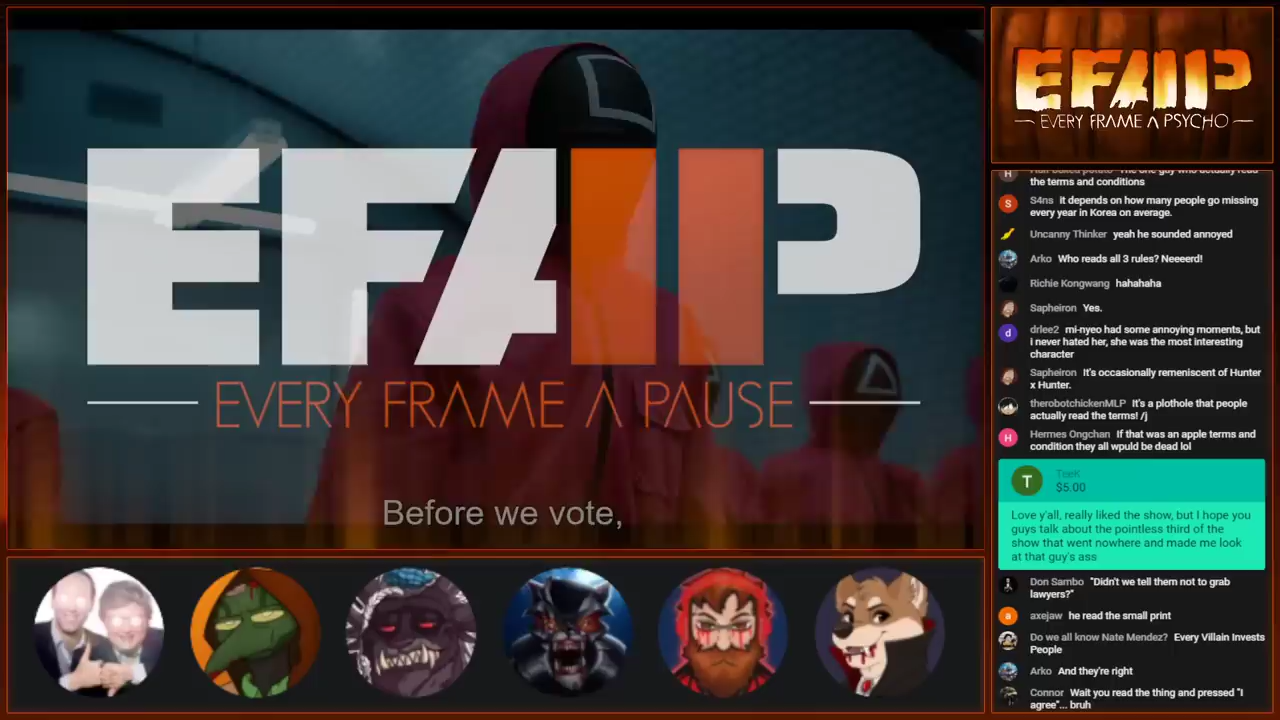 EFAIIP
EVERY FRAME A PAUSE
Before we vote,
EFAIIP
EVERY FRAME A PSYCHO
the terms and conditions
S4ns it depends on how many people go missing
every year in Korea on average.
Uncanny Thinker yeah he sounded annoyed
Arko Who reads all 3 rules? Neeeerd!
Richie Kongwang hahahaha
Sapheiron Yes.
drlee2 mi-nyeo had some annoying moments, but
i never hated her, she was the most interesting
character
Sapheiron It's occasionally remeniscent of Hunter
x Hunter.
therobotchickenMLP It's a plothole that people
actually read the terms! /j
H
Hermes Ongchan If that was an apple terms and
condition they all wpuld be dead lol
T
TeeK
$5.00
Love y'all, really liked the show, but I hope you
guys talk about the pointless third of the
show that went nowhere and made me look
at that guy's ass
Don Sambo "Didn't we tell them not to grab
lawyers?"
a
axejaw he read the small print
Do we all know Nate Mendez? Every Villain Invests
People
Arko And they're right
Connor Wait you read the thing and pressed "I
agree"... bruh